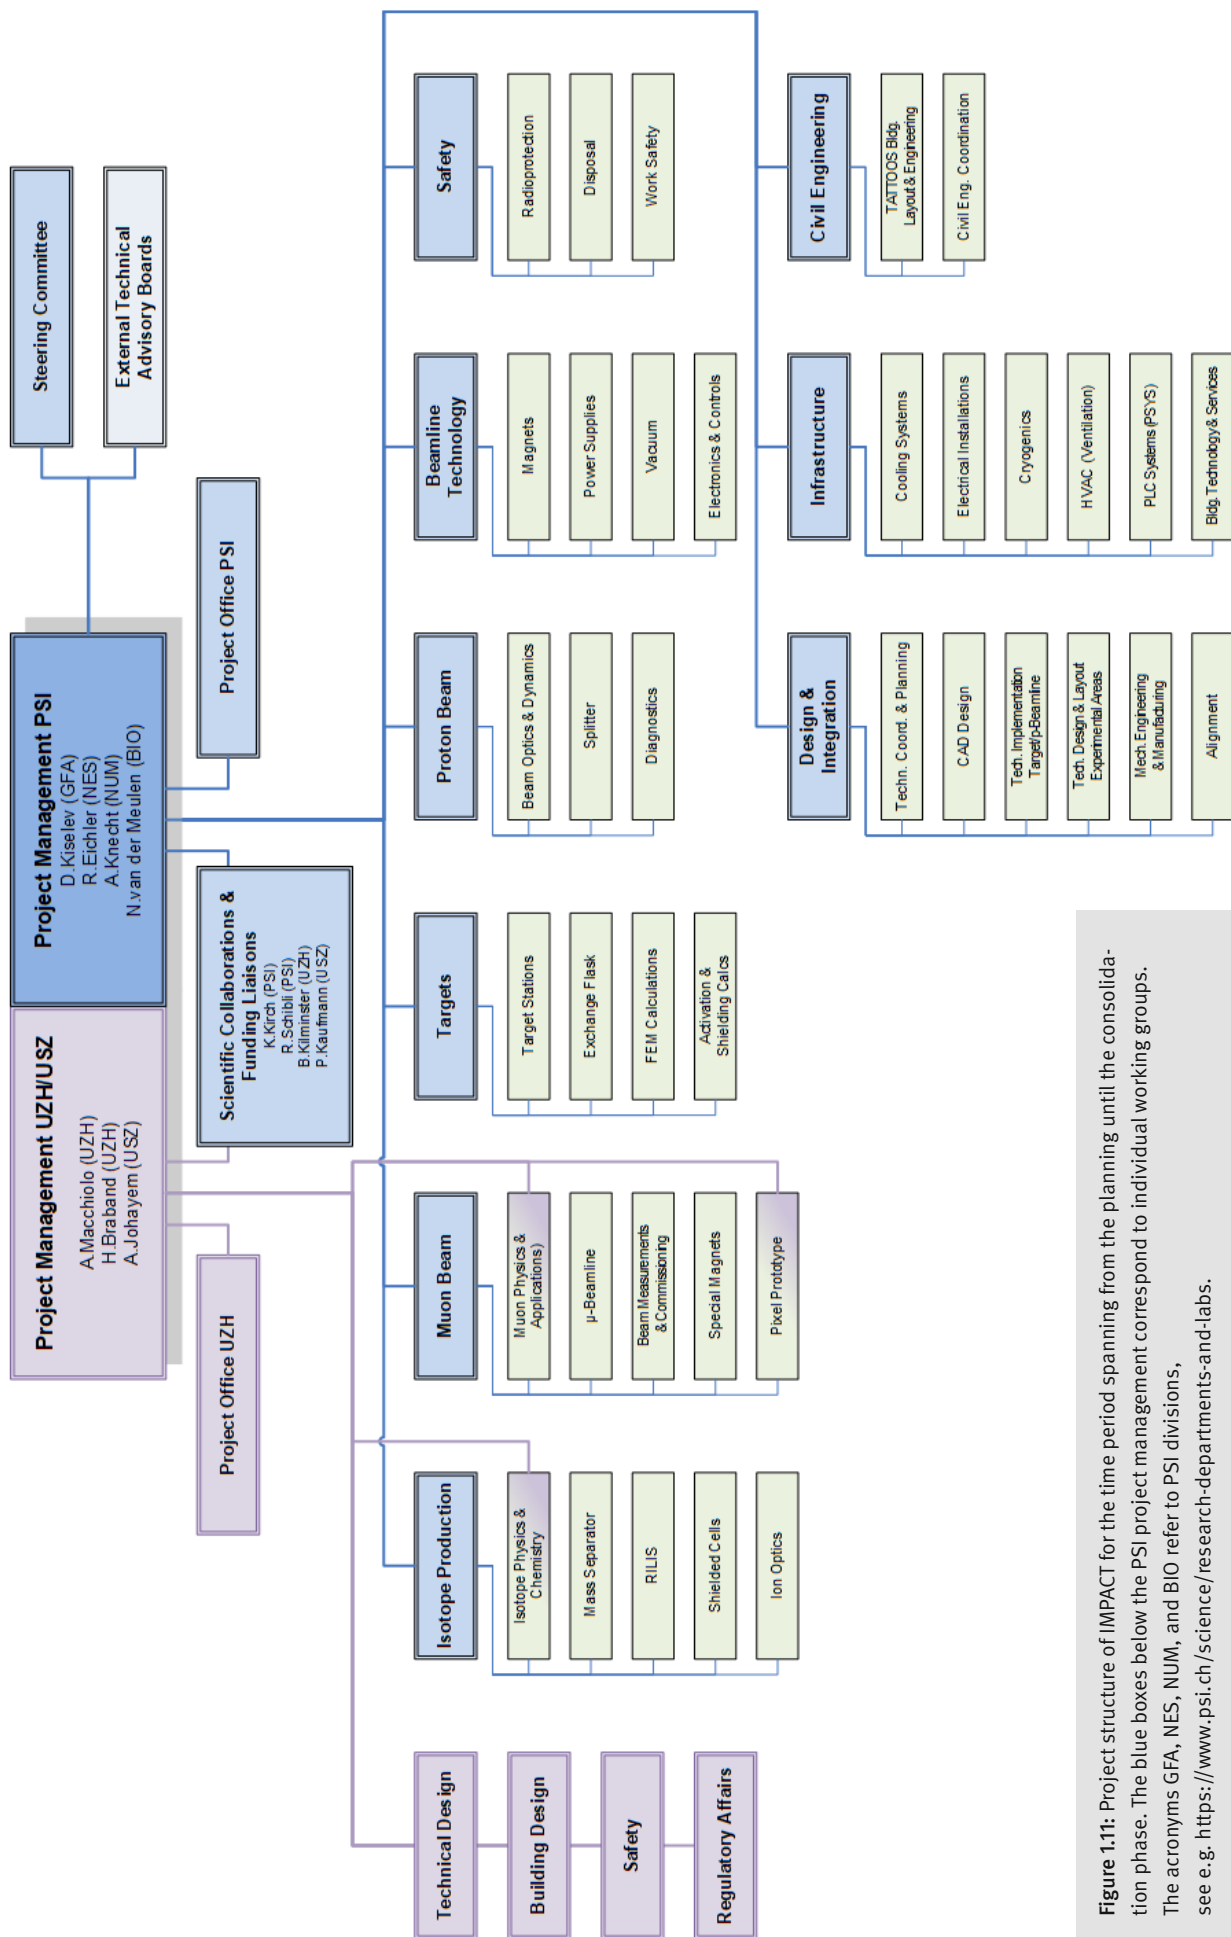 Steering Committee
External Technical
Advisory Boards
Project Management UZH/USZ
A.Macchiolo (UZH)
H.Braband (UZH)
A.Johayem (USZ)
Project Management PSI
D.Kiselev (GFA)
R.Eichler (NES)
A.Knecht (NUM)
N.van der Meulen (BIO)
Project Office UZH
Scientific Collaborations &
Funding Liaisons
K.Kirch (PSI)
R.Schibli (PSI)
B.Kilminster (UZH)
P.Kaufmann (USZ)
Project Office PSI
Technical Design
Building Design
Safety
Regulatory Affairs
Isotope Production
Isotope Physics &
Chemistry
Mass Separator
RILIS
Shielded Cells
Ion Optics
Muon Beam
Muon Physics &
Applications)
μ-Beamline
Beam Measurements
& Commissioning
Special Magnets
Pixel Prototype
Targets
Target Stations
Exchange Flask
FEM Calculations
Activation &
Shielding Calcs
Proton Beam
Beam Optics & Dynamics
Splitter
Diagnostics
Beamline
Technology
Magnets
Power Supplies
Vacuum
Electronics & Controls
Safety
Radioprotection
Disposal
Work Safety
Design &
Integration
Techn. Coord. & Planning
CAD Design
Tech. Implementation
Target/p-Beamline
Tech. Design & Layout
Experimental Areas
Mech. Engineering
& Manufacturing
Alignment
Infrastructure
Cooling Systems
Electrical Installations
Cryogenics
HVAC (Ventilation)
PLC Systems (PSYS)
Bldg. Technology & Services
Civil Engineering
TATTOOS Bldg.
Layout & Engineering
Civil Eng. Coordination
Figure 1.11: Project structure of IMPACT for the time period spanning from the planning until the consolida-
tion phase. The blue boxes below the PSI project management correspond to individual working groups.
The acronyms GFA, NES, NUM, and BIO refer to PSI divisions,
see e.g. https://www.psi.ch/science/research-departments-and-labs.